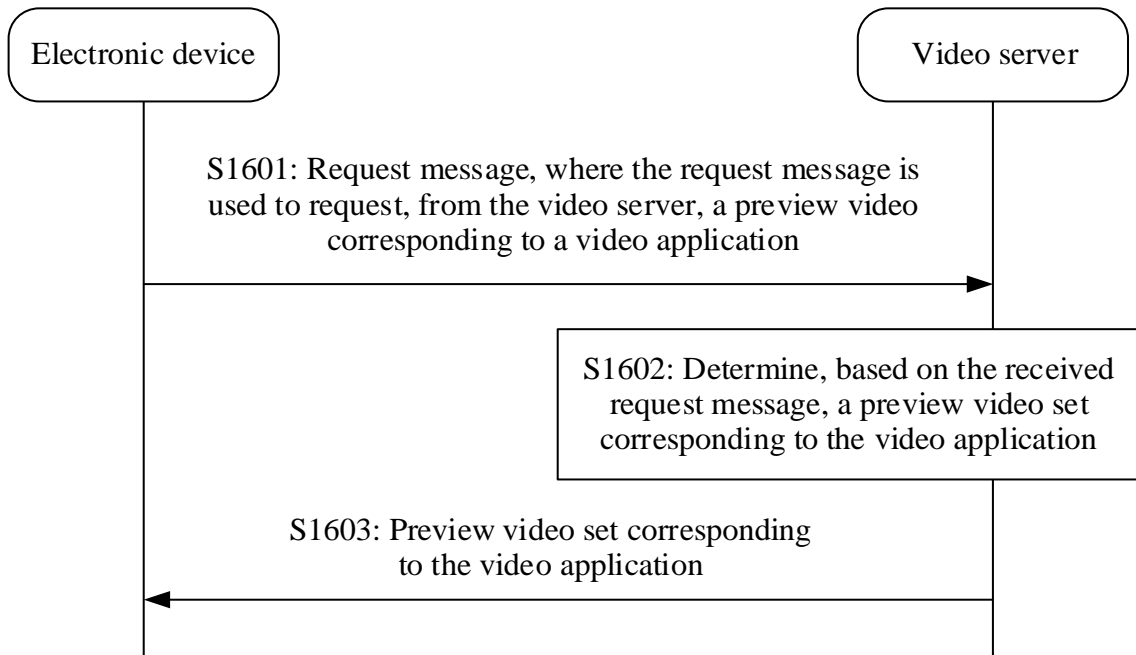 Electronic device
Video server
S1601: Request message, where the request message is
used to request, from the video server, a preview video
corresponding to a video application
S1602: Determine, based on the received
request message, a preview video set
corresponding to the video application
S1603: Preview video set corresponding
to the video application